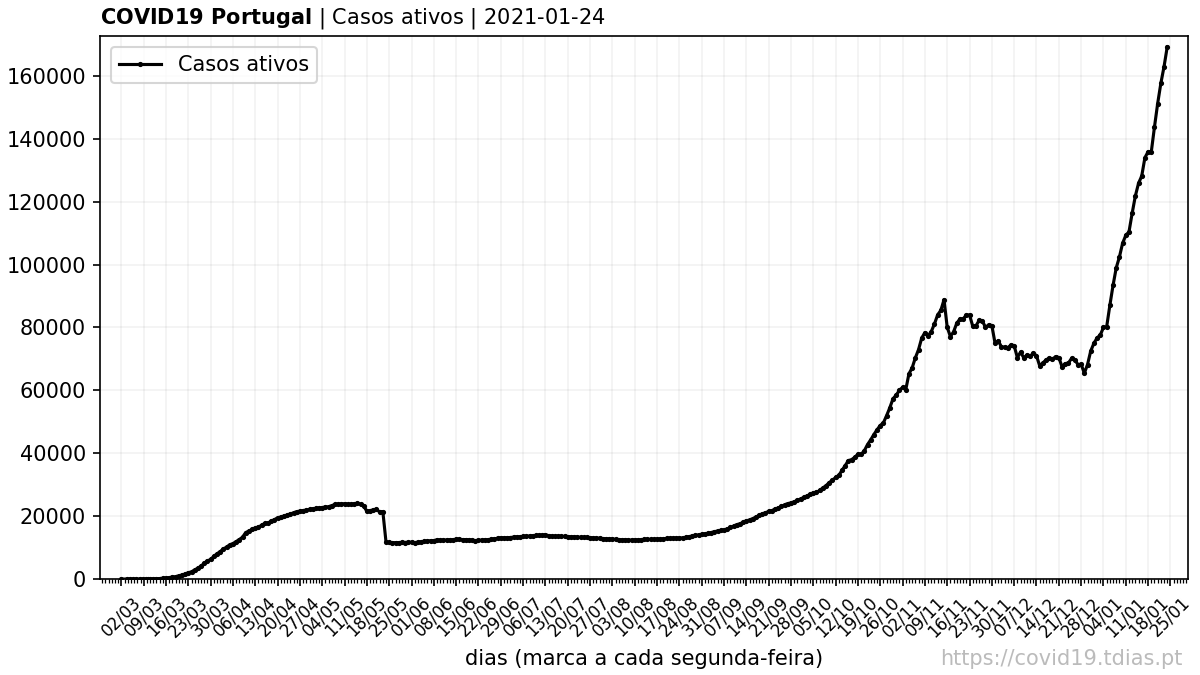 COVID19 Portugal | Casos ativos | 2021-01-24
Casos ativos
160000
140000
120000
100000
80000
60000
40000
20000
0
02/03 09/03 16/03 23/03 30/03 06/04 13/04 20/04 27/04 04/05 11/05 18/05 25/05 01/06 08/06 15/06 22/06 29/06 06/07 13/07 20/07 27/07 03/08 10/08 17/08 24/08 31/08 07/09 14/09 21/09 28/09 05/10 12/10 19/10 26/10 02/11 09/11 16/11 23/11 30/11 07/12 14/12 21/12 28/12 04/01 11/01 18/01 25/01
dias (marca a cada segunda-feira)
https://covid19.tdias.pt